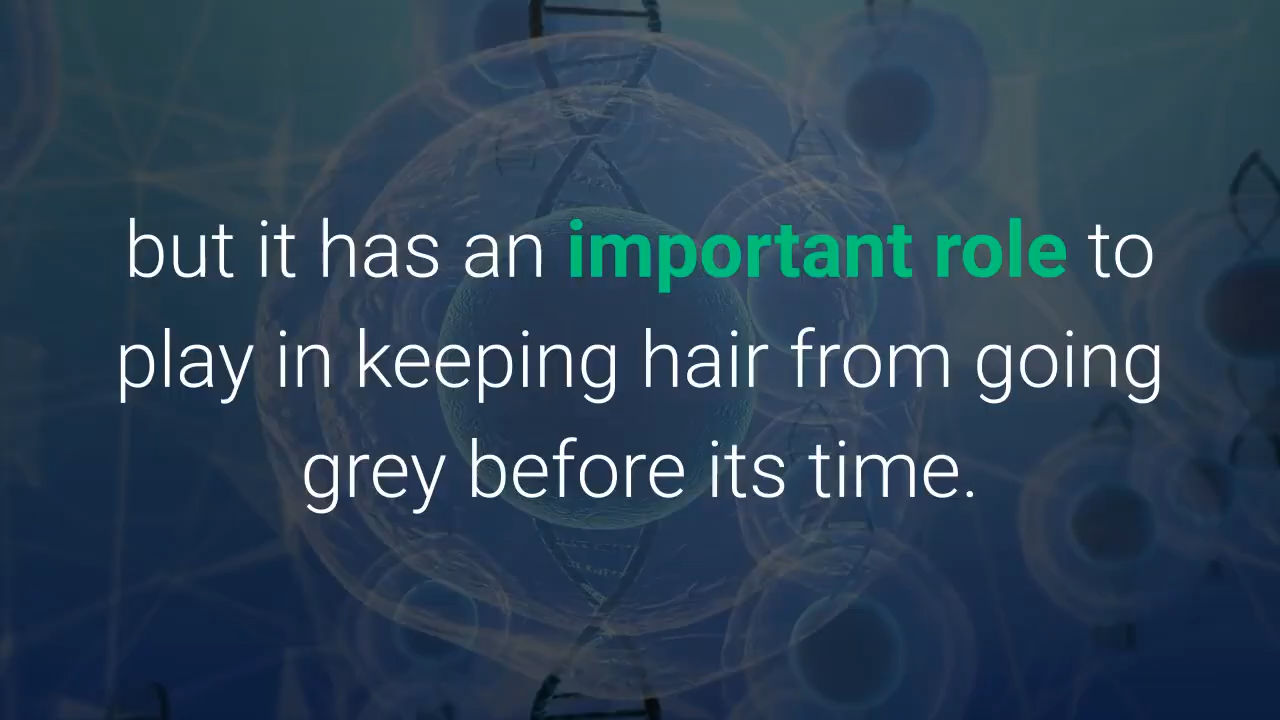 but it has an important role to
play in keeping hair from going
grey before its time.